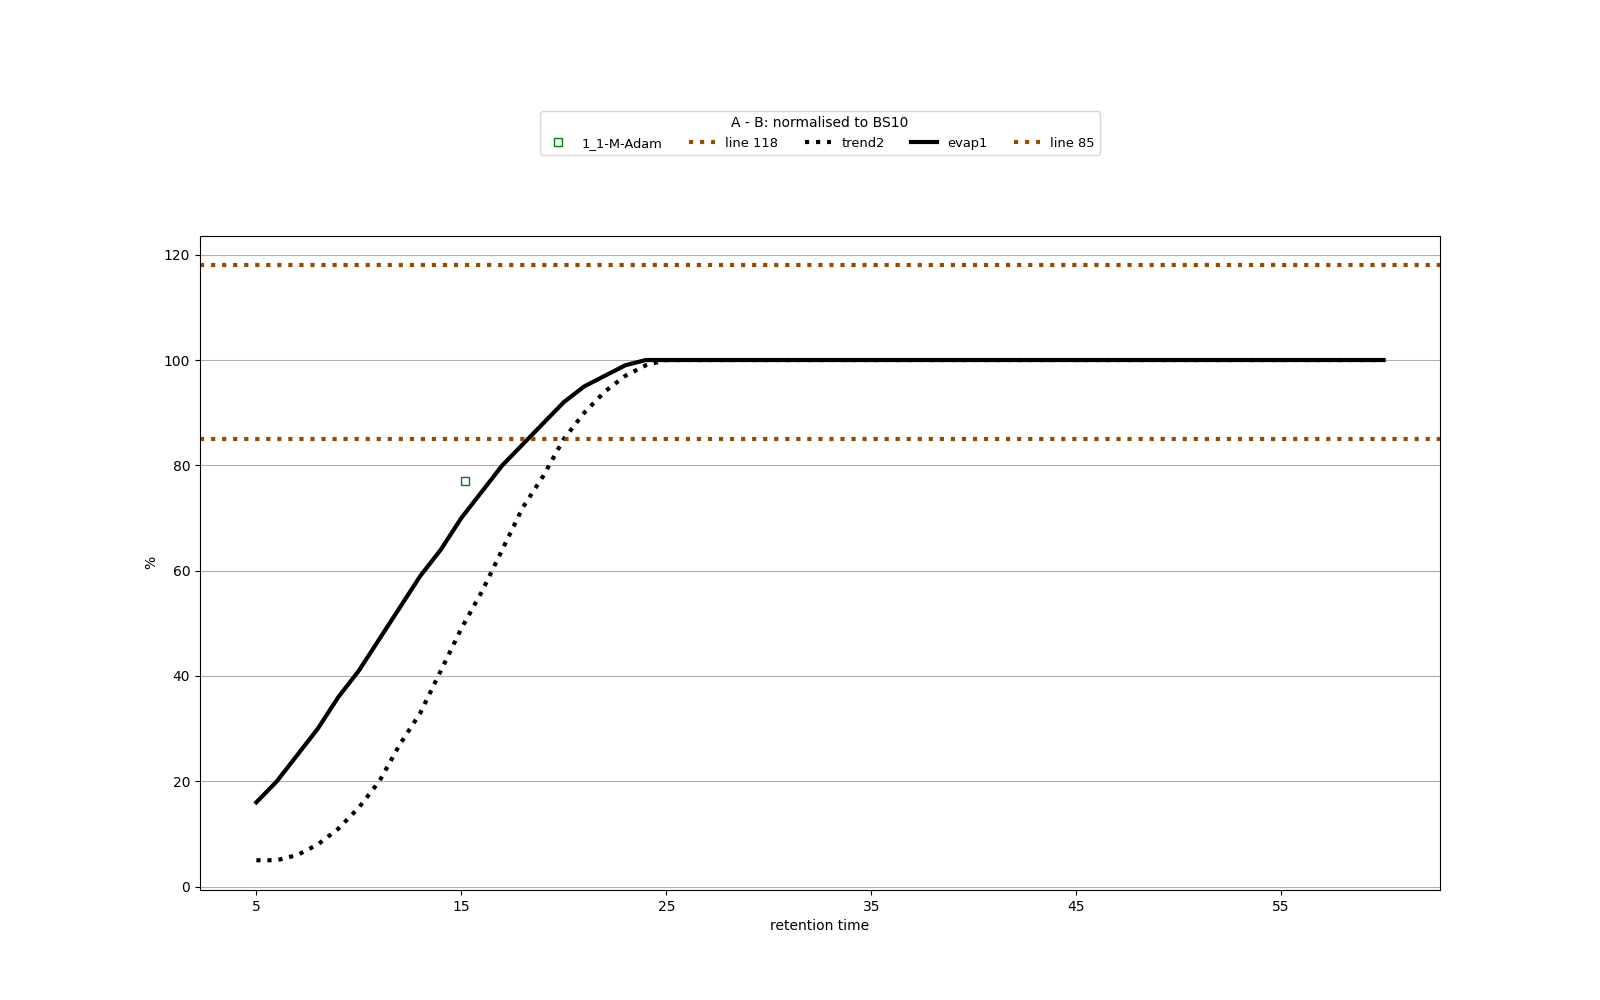 A - B: normalised to BS10
1_1-M-Adam line 118 trend2 evap1 line 85
120
100
80
60
40
20
0
%
5 15 25 35 45 55
retention time